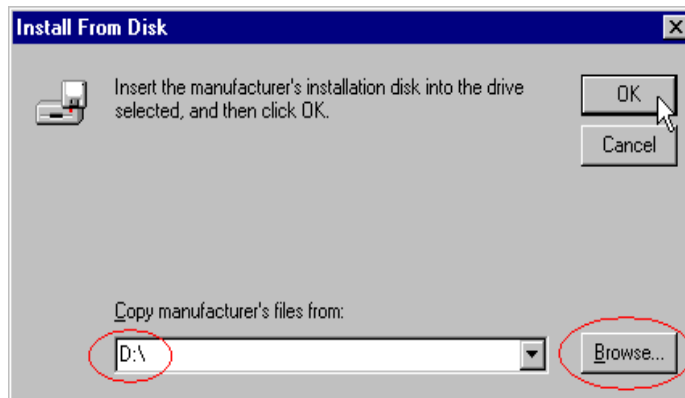 Install From Disk
Insert the manufacturer's installation disk into the drive
selected, and then click OK.
OK
Cancel
Copy manufacturer's files from:
D:\
Browse...